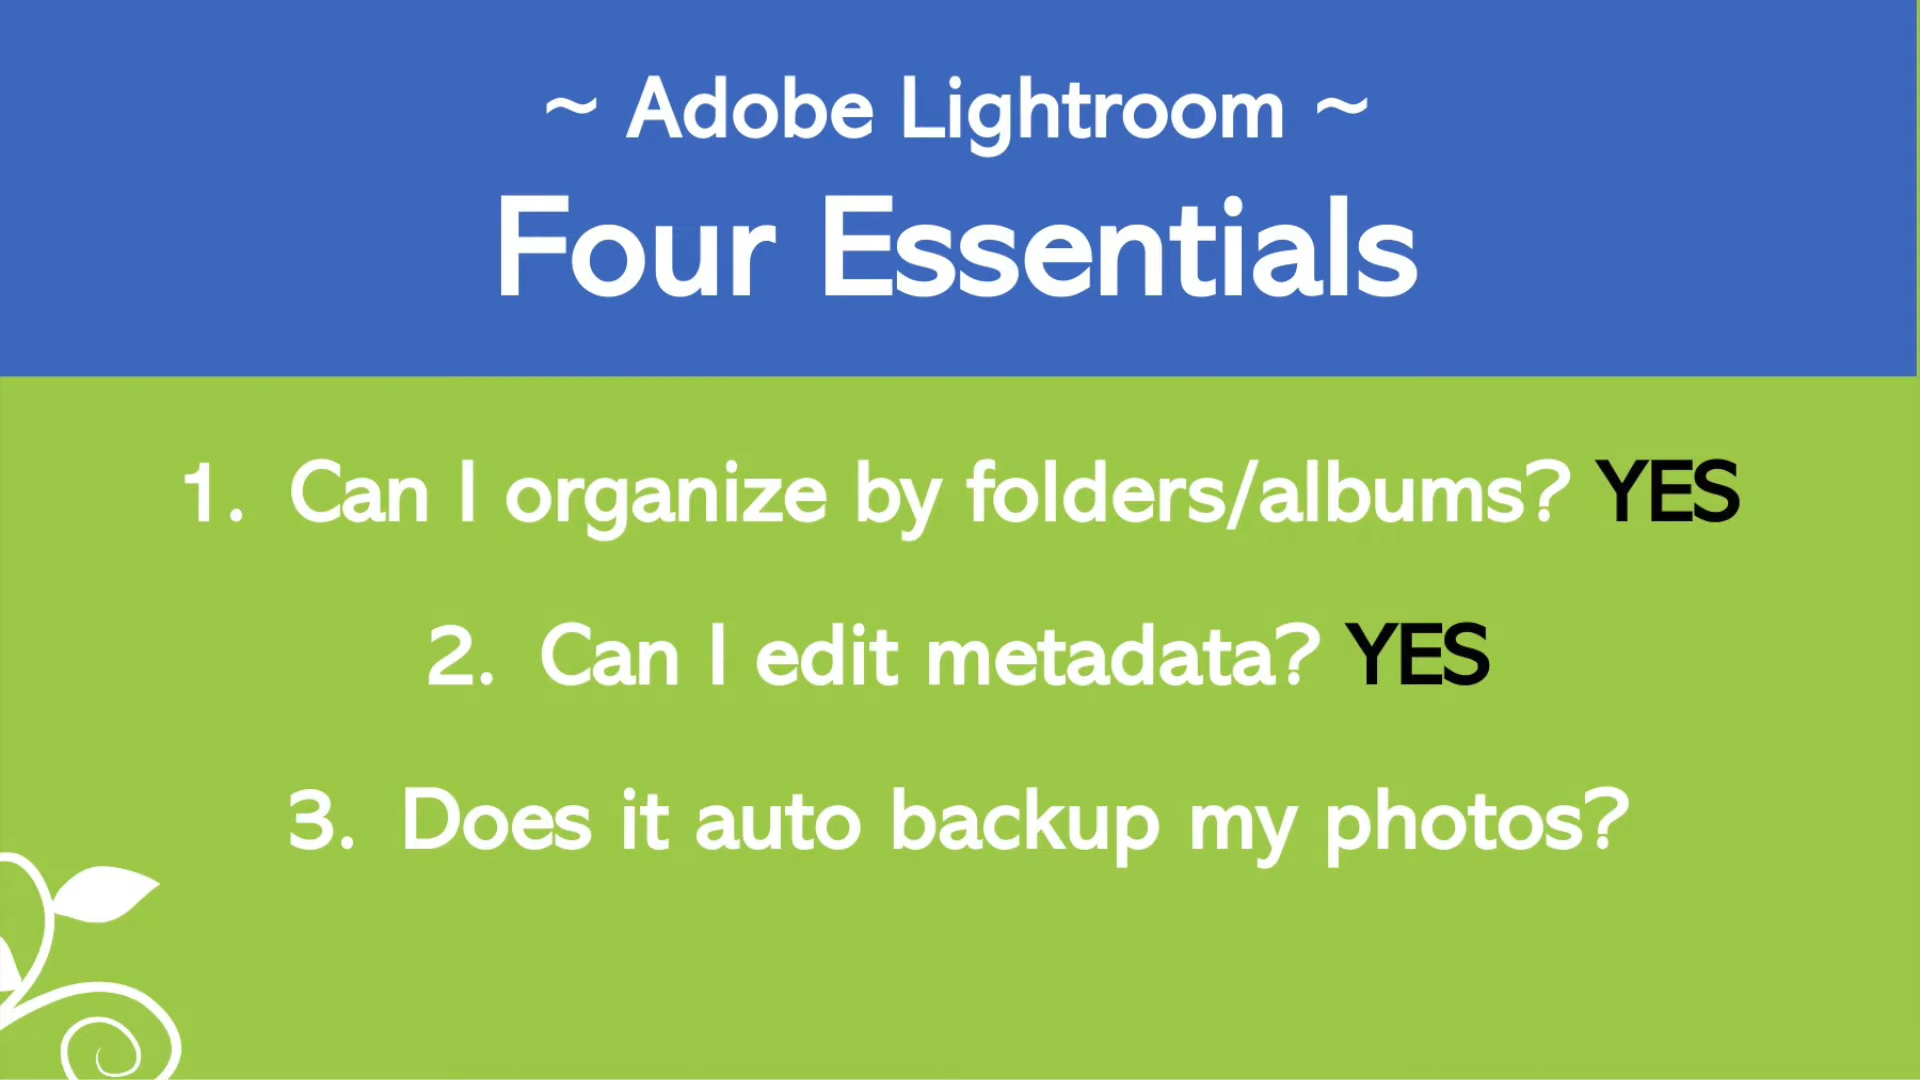 ~ Adobe Lightroom ~
Four Essentials
1. Can I organize by folders/albums? YES
2. Can I edit metadata? YES
3. Does it auto backup my photos?